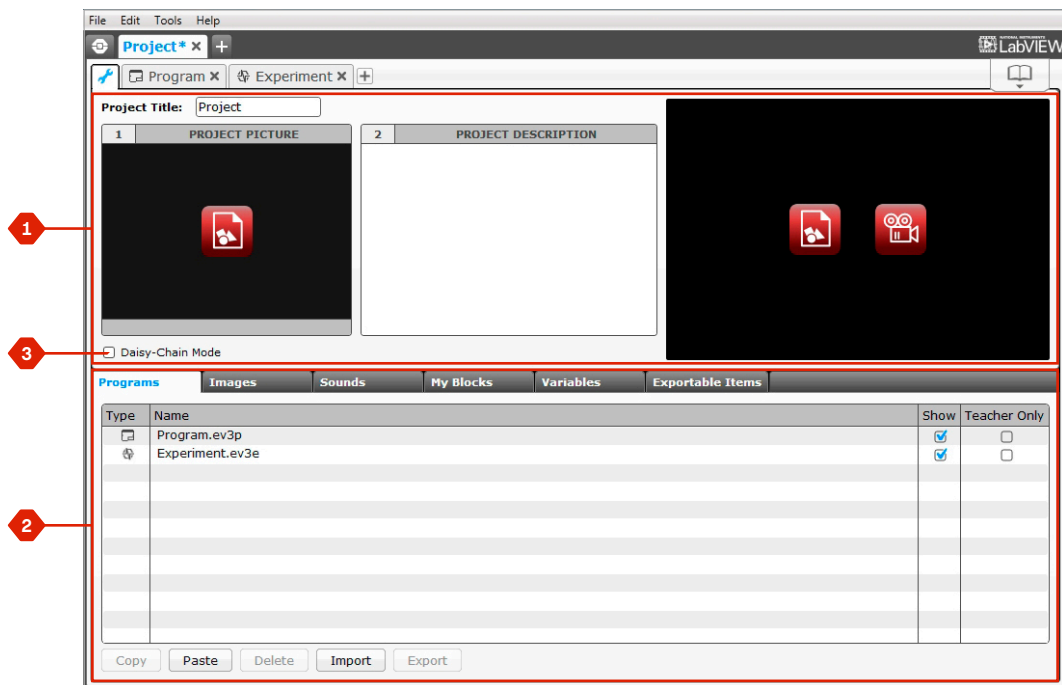 File Edit Tools Help
Project* ×
NATIONAL INSTRUMENTS
LabVIEW
Program × Experiment ×
Project Title: Project
1 PROJECT PICTURE
2 PROJECT DESCRIPTION
1
3
Daisy-Chain Mode
Programs Images Sounds My Blocks Variables Exportable Items
Type Name Show Teacher Only
Program.ev3p
Experiment.ev3e
2
Copy Paste Delete Import Export